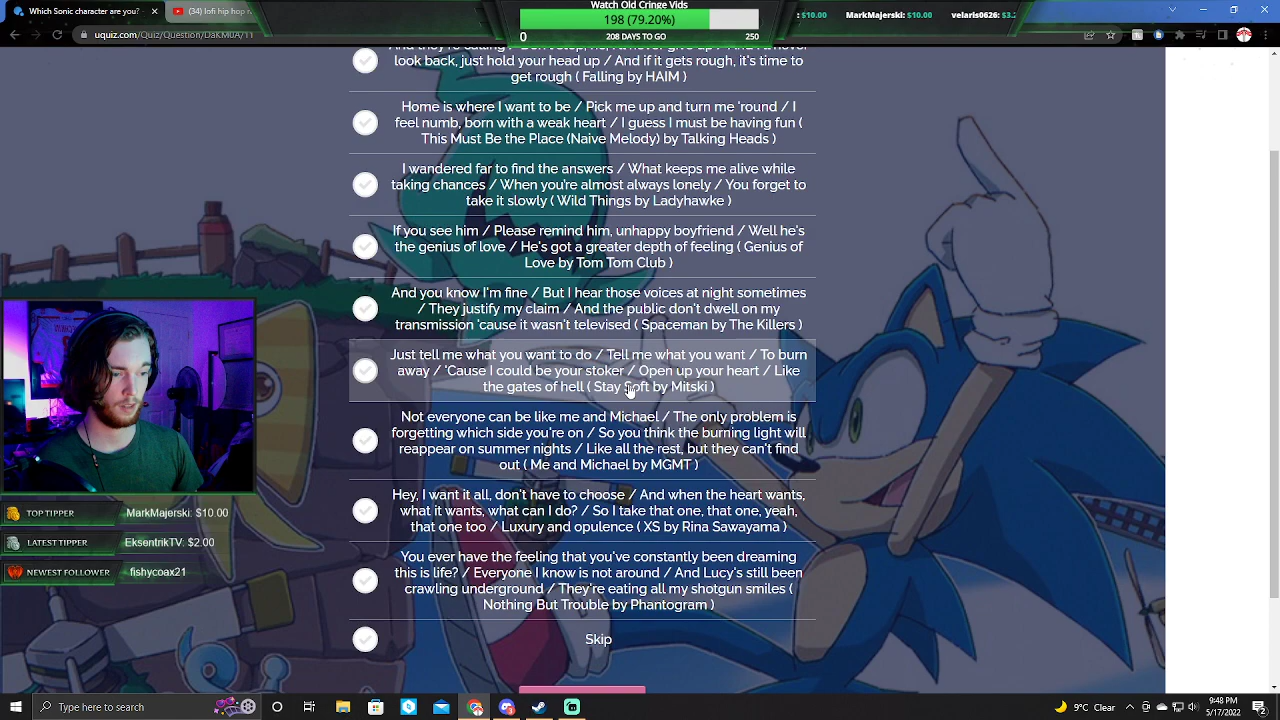 Watch Old Cringe Vids
198 (79.20%)
0 208 DAYS TO GO 250
: $10.00 MarkMajerski: $10.00 velaris0626: $3.2
Which Sonic character are you?
(34) lofi hip hop
uquiz.com/Quiz/Question/
look back, just hold your head up / And if it gets rough, it's time to
get rough ( Falling by HAIM )
Home is where I want to be / Pick me up and turn me 'round / I
feel numb, born with a weak heart / I guess I must be having fun (
This Must Be the Place (Naive Melody) by Talking Heads )
I wandered far to find the answers / What keeps me alive while
taking chances / When you're almost always lonely / You forget to
take it slowly ( Wild Things by Ladyhawke )
If you see him / Please remind him, unhappy boyfriend / Well he's
the genius of love / He's got a greater depth of feeling ( Genius of
Love by Tom Tom Club )
And you know I'm fine / But I hear those voices at night sometimes
/ They justify my claim / And the public don't dwell on my
transmission 'cause it wasn't televised ( Spaceman by The Killers )
Just tell me what you want to do / Tell me what you want / To burn
away / 'Cause I could be your stoker / Open up your heart / Like
the gates of hell ( Stay Soft by Mitski )
Not everyone can be like me and Michael / The only problem is
forgetting which side you're on / So you think the burning light will
reappear on summer nights / Like all the rest, but they can't find
out ( Me and Michael by MGMT )
Hey, I want it all, don't have to choose / And when the heart wants,
what it wants, what can I do? / So I take that one, that one, yeah,
that one too / Luxury and opulence ( XS by Rina Sawayama )
You ever have the feeling that you've constantly been dreaming
this is life? / Everyone I know is not around / And Lucy's still been
crawling underground / They're eating all my shotgun smiles (
Nothing But Trouble by Phantogram )
Skip
TOP TIPPER MarkMajerski: $10.00
LATEST TIPPER EksentrikTV: $2.00
NEWEST FOLLOWER fishycoax21
Type here to search
9°C
9:48 PM
5/17/2022